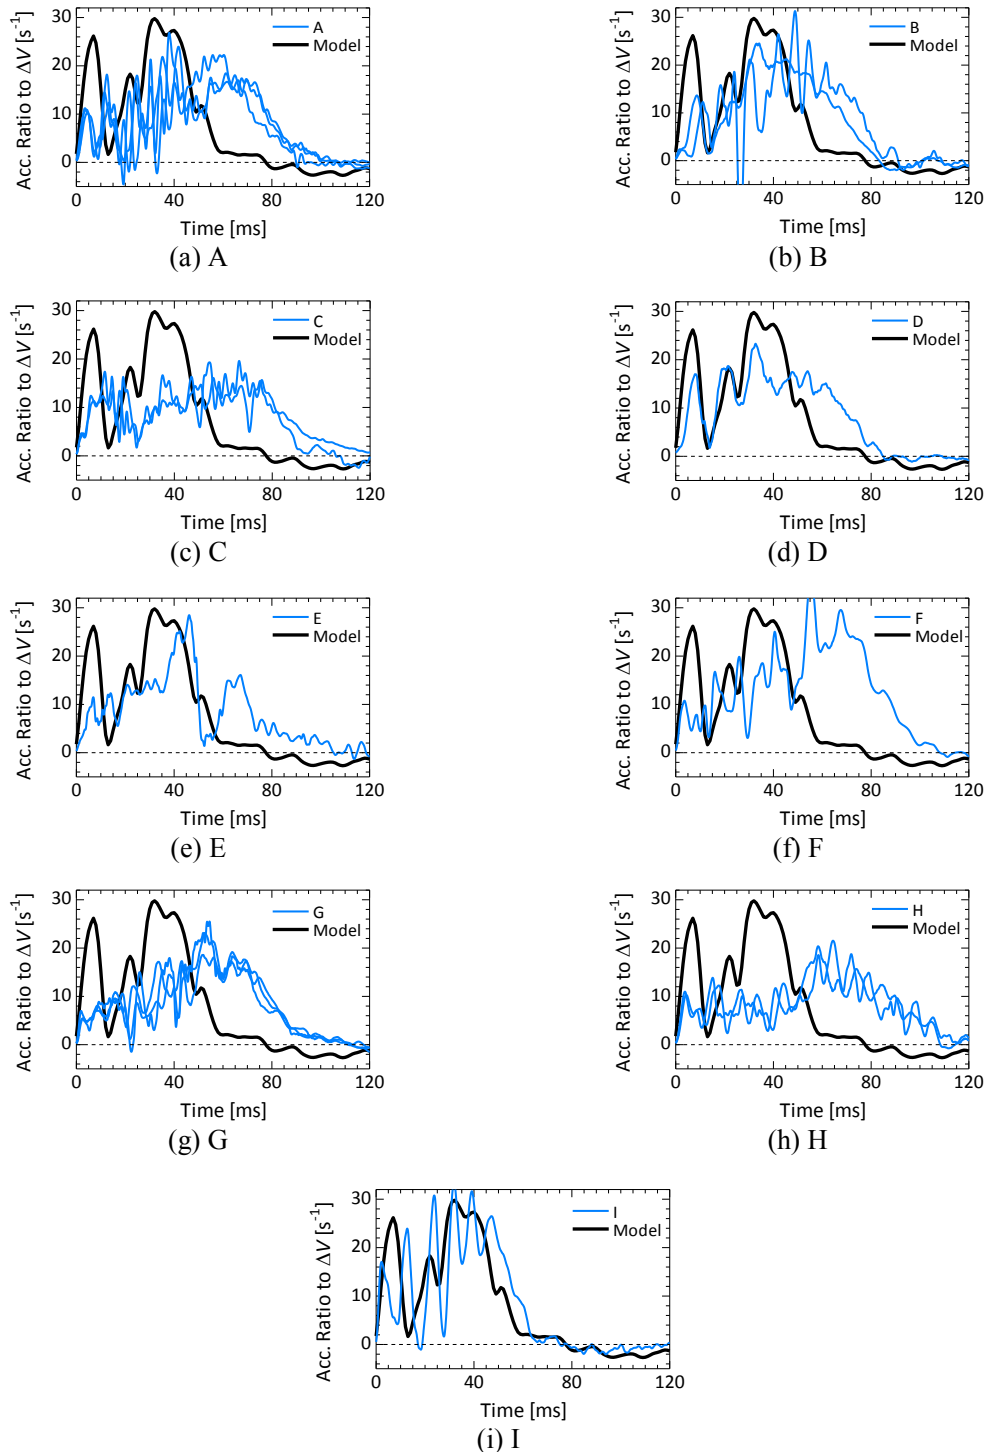 Acc. Ratio to ΔV [s⁻¹]
30
20
10
0
0 40 80 120
Time [ms]
A
Model
(a) A
Acc. Ratio to ΔV [s⁻¹]
30
20
10
0
0 40 80 120
Time [ms]
B
Model
(b) B
Acc. Ratio to ΔV [s⁻¹]
30
20
10
0
0 40 80 120
Time [ms]
C
Model
(c) C
Acc. Ratio to ΔV [s⁻¹]
30
20
10
0
0 40 80 120
Time [ms]
D
Model
(d) D
Acc. Ratio to ΔV [s⁻¹]
30
20
10
0
0 40 80 120
Time [ms]
E
Model
(e) E
Acc. Ratio to ΔV [s⁻¹]
30
20
10
0
0 40 80 120
Time [ms]
F
Model
(f) F
Acc. Ratio to ΔV [s⁻¹]
30
20
10
0
0 40 80 120
Time [ms]
G
Model
(g) G
Acc. Ratio to ΔV [s⁻¹]
30
20
10
0
0 40 80 120
Time [ms]
H
Model
(h) H
Acc. Ratio to ΔV [s⁻¹]
30
20
10
0
0 40 80 120
Time [ms]
I
Model
(i) I